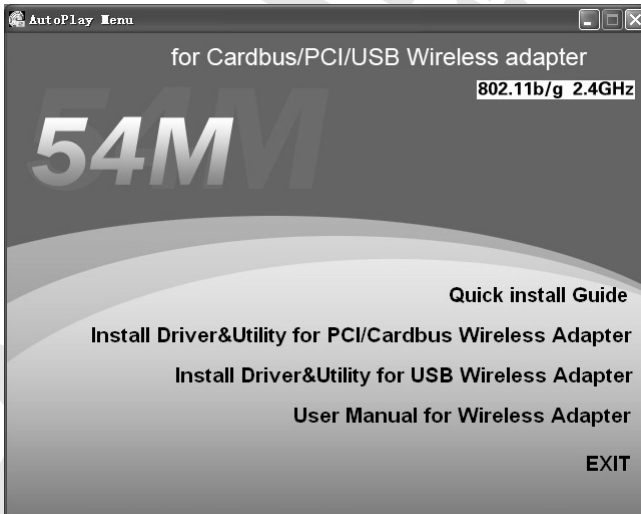 AutoPlay Menu
for Cardbus/PCI/USB Wireless adapter
802.11b/g 2.4GHz
54M
Quick install Guide
Install Driver&Utility for PCI/Cardbus Wireless Adapter
Install Driver&Utility for USB Wireless Adapter
User Manual for Wireless Adapter
EXIT